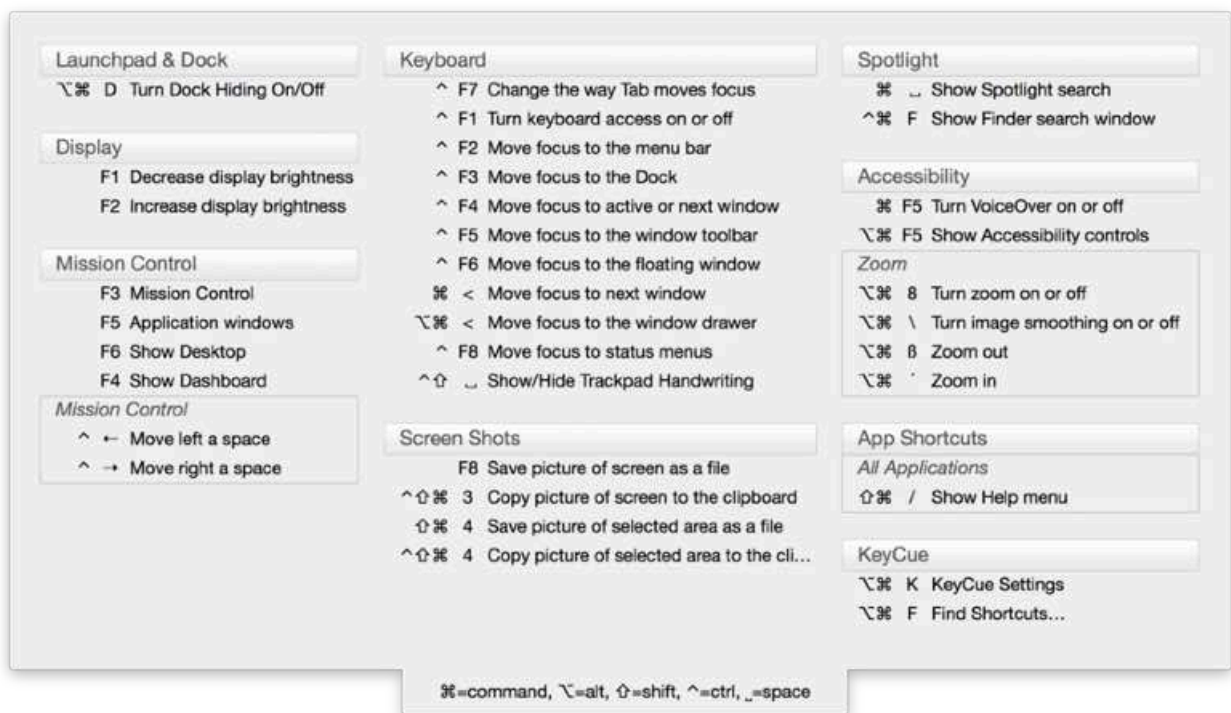 Launchpad & Dock
⌥⌘ D Turn Dock Hiding On/Off
Display
F1 Decrease display brightness
F2 Increase display brightness
Mission Control
F3 Mission Control
F5 Application windows
F6 Show Desktop
F4 Show Dashboard
Mission Control
^ ← Move left a space
^ → Move right a space
Keyboard
^ F7 Change the way Tab moves focus
^ F1 Turn keyboard access on or off
^ F2 Move focus to the menu bar
^ F3 Move focus to the Dock
^ F4 Move focus to active or next window
^ F5 Move focus to the window toolbar
^ F6 Move focus to the floating window
⌘ < Move focus to next window
⌥⌘ < Move focus to the window drawer
^ F8 Move focus to status menus
^⇧ ␣ Show/Hide Trackpad Handwriting
Screen Shots
F8 Save picture of screen as a file
^⇧⌘ 3 Copy picture of screen to the clipboard
⇧⌘ 4 Save picture of selected area as a file
^⇧⌘ 4 Copy picture of selected area to the cli...
Spotlight
⌘ ␣ Show Spotlight search
^⌘ F Show Finder search window
Accessibility
⌘ F5 Turn VoiceOver on or off
⌥⌘ F5 Show Accessibility controls
Zoom
⌥⌘ 8 Turn zoom on or off
⌥⌘ \ Turn image smoothing on or off
⌥⌘ ß Zoom out
⌥⌘ ´ Zoom in
App Shortcuts
All Applications
⇧⌘ / Show Help menu
KeyCue
⌥⌘ K KeyCue Settings
⌥⌘ F Find Shortcuts...
⌘=command, ⌥=alt, ⇧=shift, ^=ctrl, ␣=space